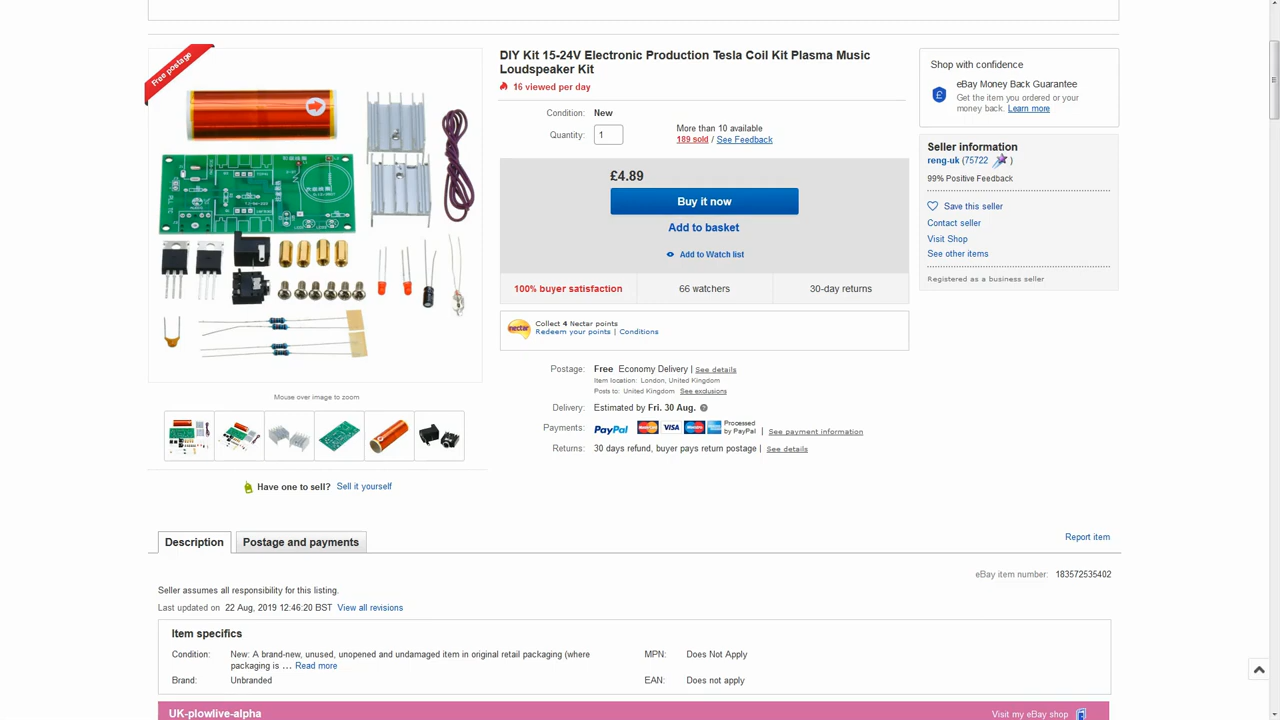 Free postage
DIY Kit 15-24V Electronic Production Tesla Coil Kit Plasma Music
Loudspeaker Kit
16 viewed per day
Condition: New
Quantity: 1
More than 10 available
189 sold / See Feedback
£4.89
Buy it now
Add to basket
Add to Watch list
100% buyer satisfaction
66 watchers
30-day returns
nectar
Collect 4 Nectar points
Redeem your points | Conditions
Postage: Free Economy Delivery | See details
Item location: London, United Kingdom
Posts to: United Kingdom See exclusions
Delivery: Estimated by Fri. 30 Aug. ?
Payments: PayPal MasterCard VISA Maestro Processed
by PayPal | See payment information
Returns: 30 days refund, buyer pays return postage | See details
Shop with confidence
eBay Money Back Guarantee
Get the item you ordered or your
money back. Learn more
Seller information
reng-uk (75722 )
99% Positive Feedback
Save this seller
Contact seller
Visit Shop
See other items
Registered as a business seller
Mouse over image to zoom
Have one to sell? Sell it yourself
Description
Postage and payments
Report item
eBay item number: 183572535402
Seller assumes all responsibility for this listing.
Last updated on 22 Aug, 2019 12:46:20 BST View all revisions
Item specifics
Condition: New: A brand-new, unused, unopened and undamaged item in original retail packaging (where
packaging is ... Read more
MPN: Does Not Apply
Brand: Unbranded
EAN: Does not apply
UK-plowlive-alpha
Visit my eBay shop